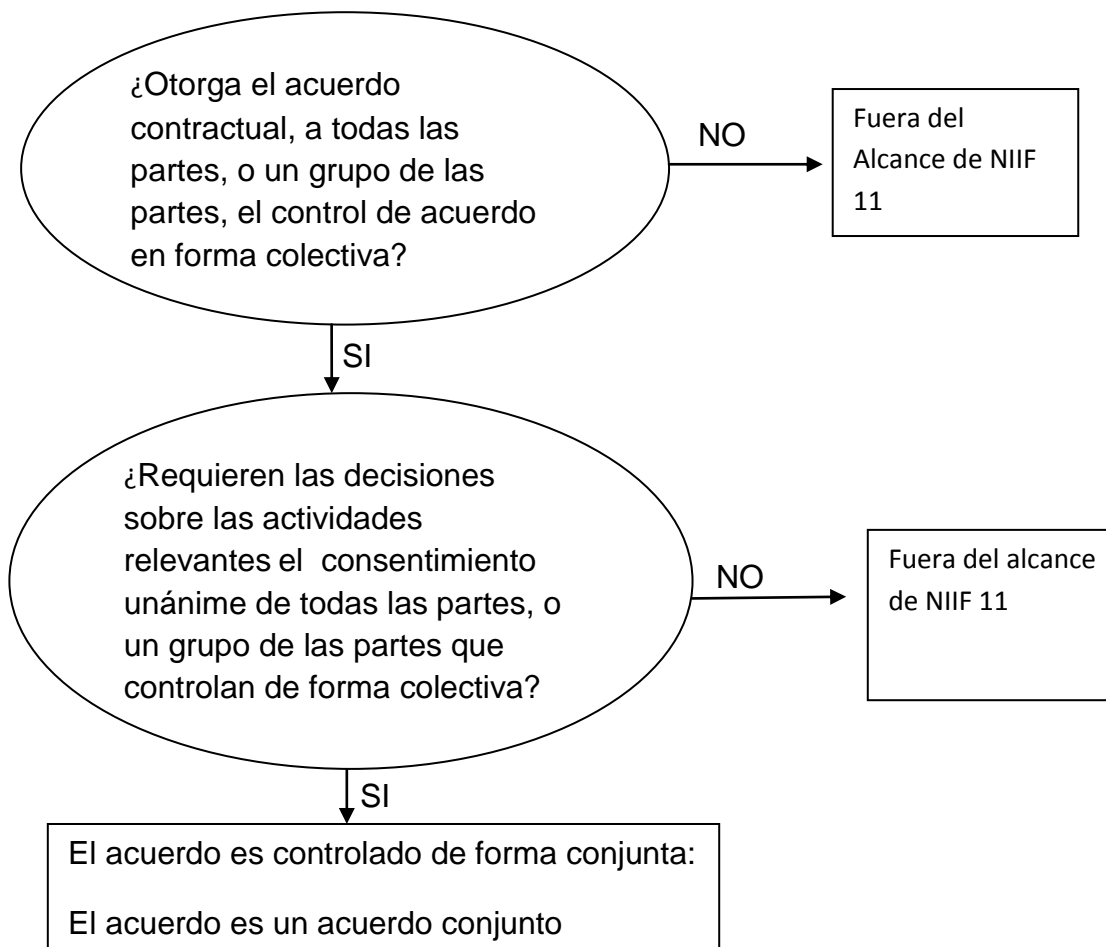 ¿Otorga el acuerdo
contractual, a todas las
partes, o un grupo de las
partes, el control de acuerdo
en forma colectiva?
NO
Fuera del
Alcance de NIIF
11
SI
¿Requieren las decisiones
sobre las actividades
relevantes el  consentimiento
unánime de todas las partes, o
un grupo de las partes que
controlan de forma colectiva?
NO
Fuera del alcance
de NIIF 11
SI
El acuerdo es controlado de forma conjunta:
El acuerdo es un acuerdo conjunto